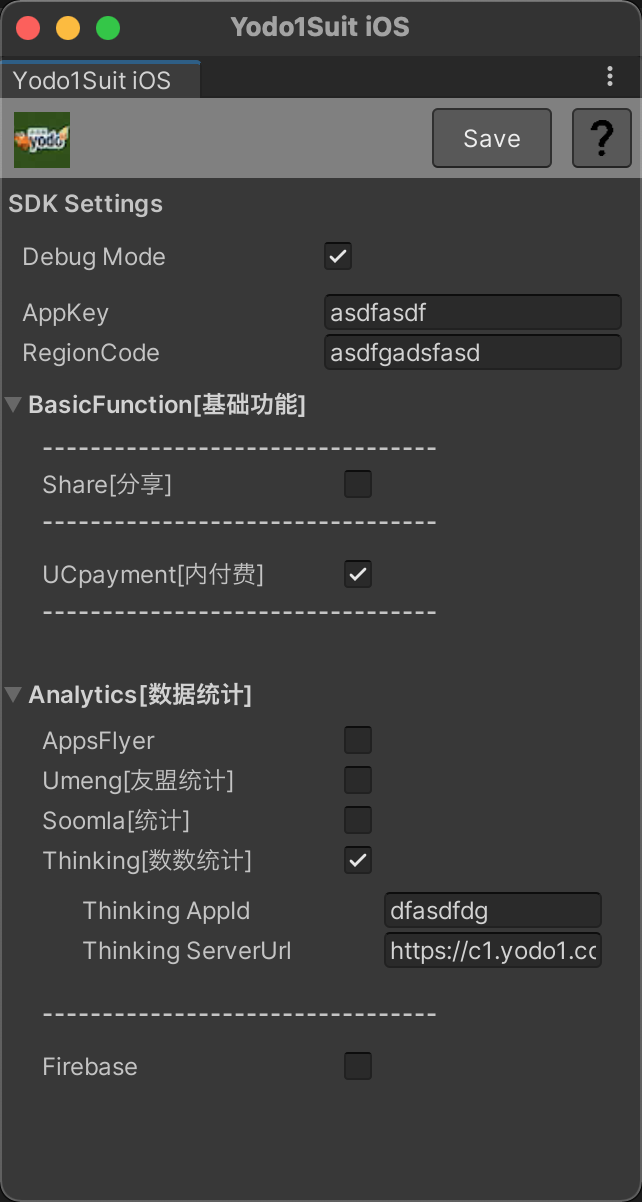 Yodo1Suit iOS
Yodo1Suit iOS
yodo
Save
?
SDK Settings
Debug Mode
AppKey asdfasdf
RegionCode asdfgadsfasd
BasicFunction[基础功能]
---------------------------------
Share[分享]
---------------------------------
UCpayment[内付费]
---------------------------------
Analytics[数据统计]
AppsFlyer
Umeng[友盟统计]
Soomla[统计]
Thinking[数数统计]
Thinking AppId dfasdfdg
Thinking ServerUrl https://c1.yodo1.cc
---------------------------------
Firebase